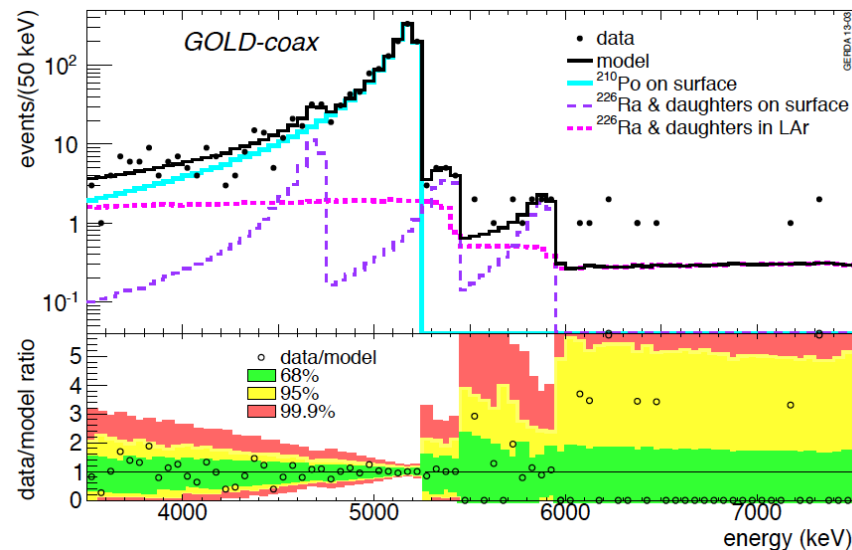 GOLD-coax
data
model
²¹⁰Po on surface
²²⁶Ra & daughters on surface
²²⁶Ra & daughters in LAr
GERDA 13-03
events/(50 keV)
10²
10
1
10⁻¹
data/model ratio
5
4
3
2
1
0
data/model
68%
95%
99.9%
4000
5000
6000
7000
energy (keV)